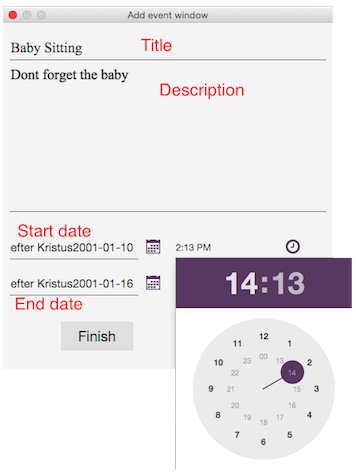 Add event window
Baby Sitting
Title
Dont forget the baby
Description
Start date
efter Kristus2001-01-10
2:13 PM
efter Kristus2001-01-16
End date
Finish
14:13
12
11
1
00
23
13
10
2
22
14
9
21
15
3
20
16
8
4
19
17
18
7
5
6